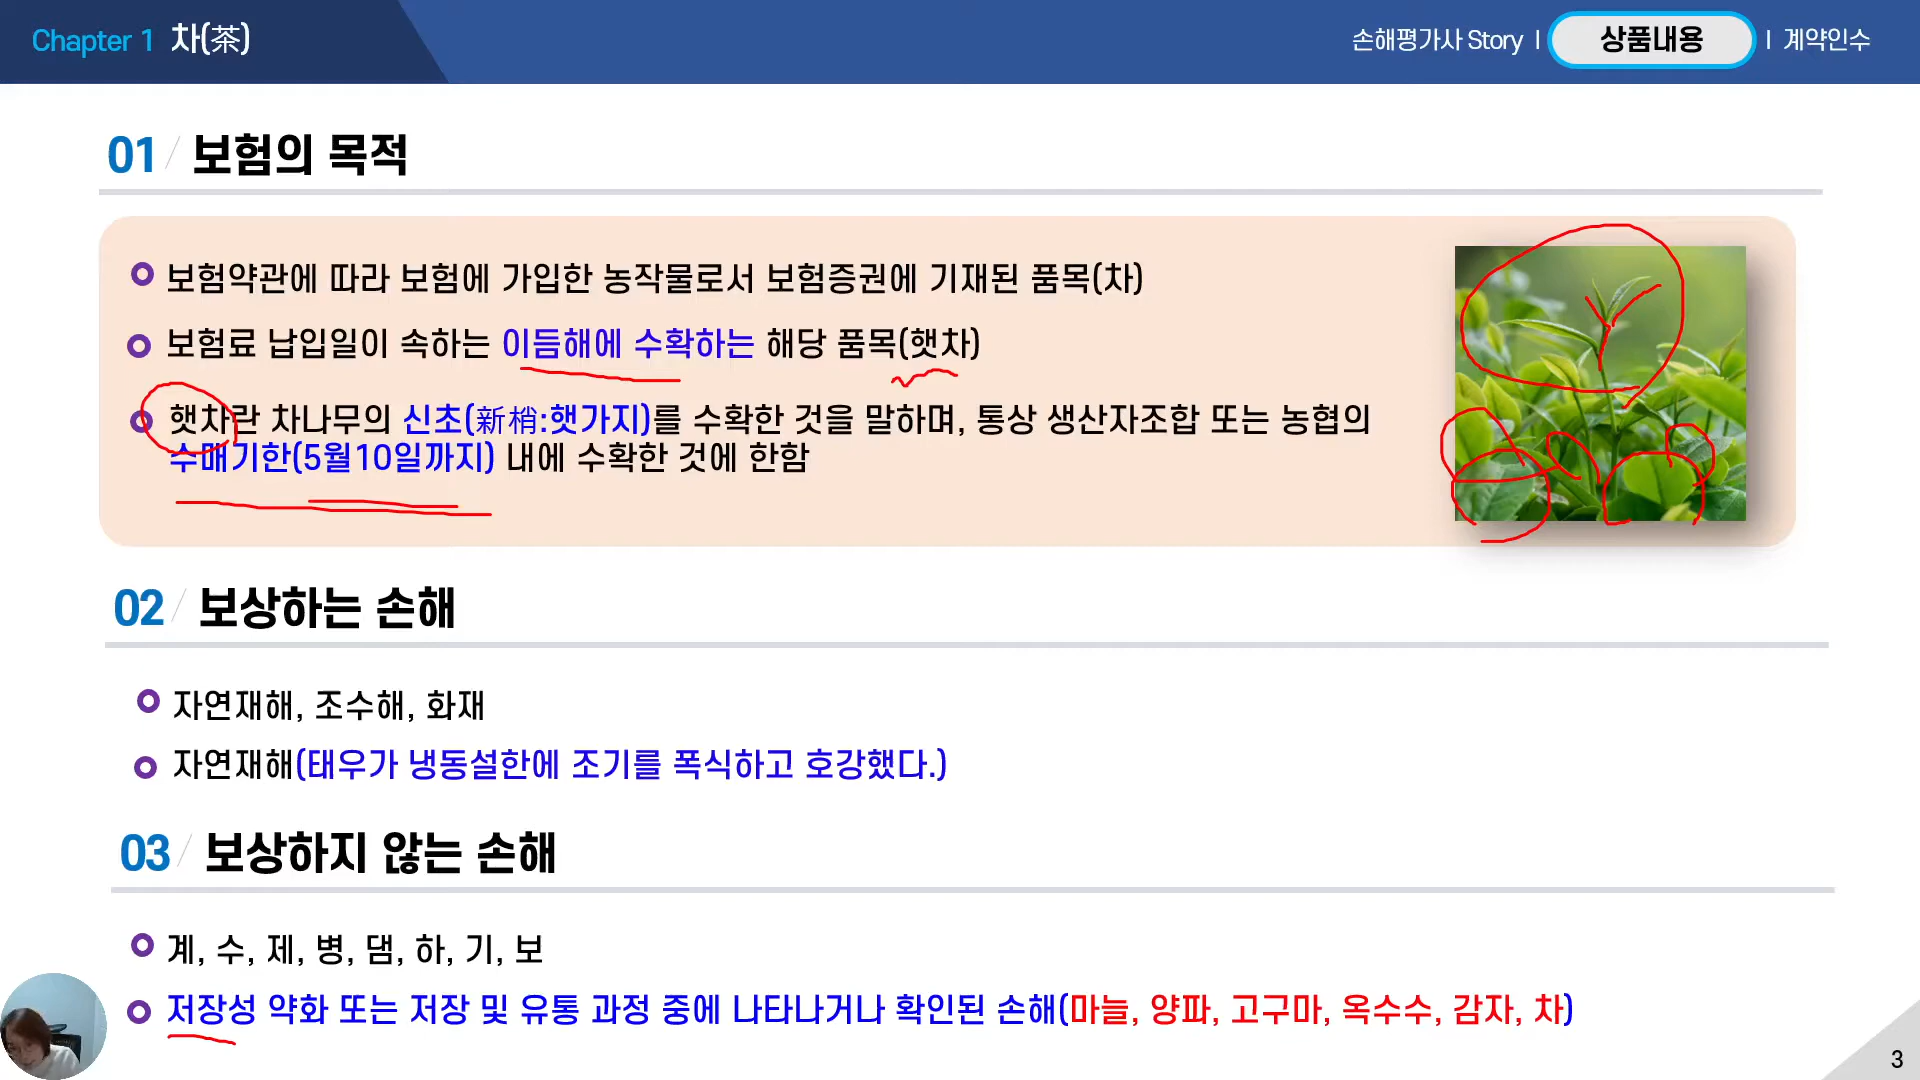 Chapter 1 차(茶)
손해평가사 Story | 상품내용 | 계약인수
01 / 보험의 목적
보험약관에 따라 보험에 가입한 농작물로서 보험증권에 기재된 품목(차)
보험료 납입일이 속하는 이듬해에 수확하는 해당 품목(햇차)
햇차란 차나무의 신초(新梢:햇가지)를 수확한 것을 말하며, 통상 생산자조합 또는 농협의
수매기한(5월10일까지) 내에 수확한 것에 한함
02 / 보상하는 손해
자연재해, 조수해, 화재
자연재해(태우가 냉동설한에 조기를 폭식하고 호강했다.)
03 / 보상하지 않는 손해
계, 수, 제, 병, 댐, 하, 기, 보
저장성 약화 또는 저장 및 유통 과정 중에 나타나거나 확인된 손해(마늘, 양파, 고구마, 옥수수, 감자, 차)
3